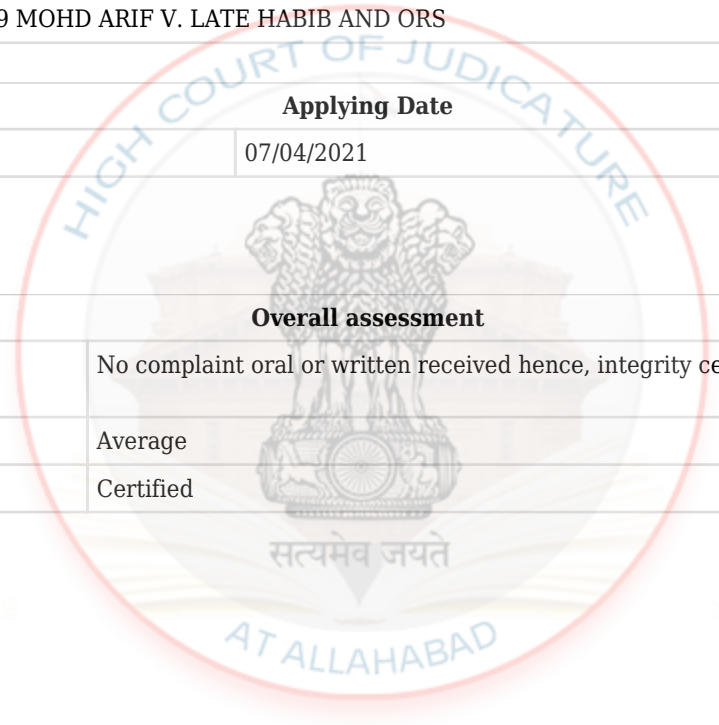 9 MOHD ARIF V. LATE HABIB AND ORS
HIGH COURT OF JUDICATURE
Applying Date
07/04/2021
Overall assessment
No complaint oral or written received hence, integrity ce
Average
Certified
सत्यमेव जयते
AT ALLAHABAD